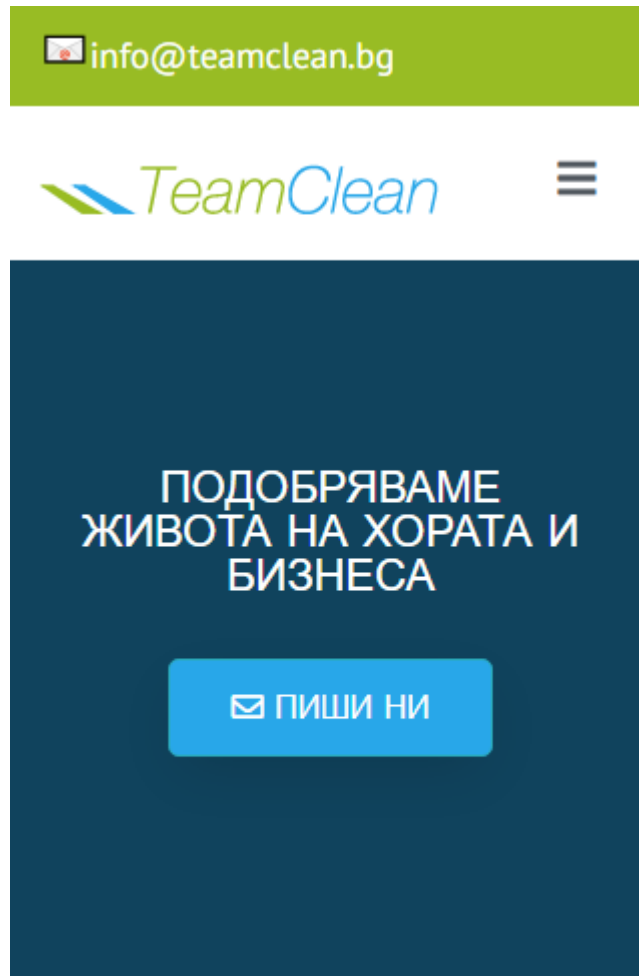 info@teamclean.bg
TeamClean
ПОДОБРЯВАМЕ
ЖИВОТА НА ХОРАТА И
БИЗНЕСА
ПИШИ НИ